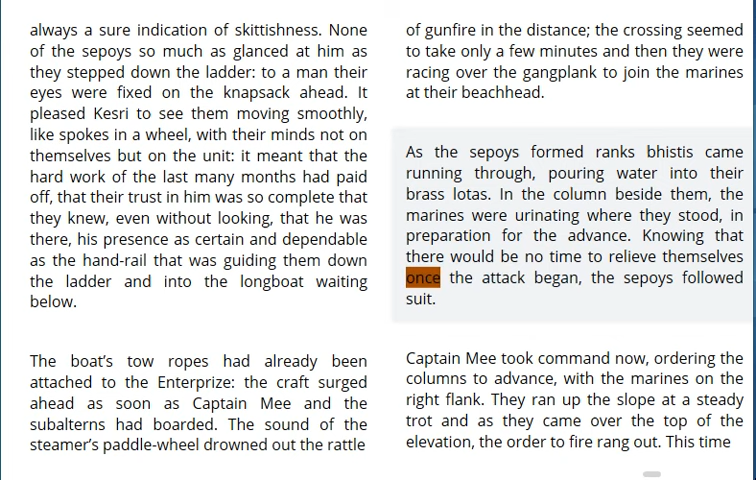 always a sure indication of skittishness. None
of the sepoys so much as glanced at him as
they stepped down the ladder: to a man their
eyes were fixed on the knapsack ahead. It
pleased Kesri to see them moving smoothly,
like spokes in a wheel, with their minds not on
themselves but on the unit: it meant that the
hard work of the last many months had paid
off, that their trust in him was so complete that
they knew, even without looking, that he was
there, his presence as certain and dependable
as the hand-rail that was guiding them down
the ladder and into the longboat waiting
below.
The boat's tow ropes had already been
attached to the Enterprize: the craft surged
ahead as soon as Captain Mee and the
subalterns had boarded. The sound of the
steamer's paddle-wheel drowned out the rattle
of gunfire in the distance; the crossing seemed
to take only a few minutes and then they were
racing over the gangplank to join the marines
at their beachhead.
As the sepoys formed ranks bhistis came
running through, pouring water into their
brass lotas. In the column beside them, the
marines were urinating where they stood, in
preparation for the advance. Knowing that
there would be no time to relieve themselves
once the attack began, the sepoys followed
suit.
Captain Mee took command now, ordering the
columns to advance, with the marines on the
right flank. They ran up the slope at a steady
trot and as they came over the top of the
elevation, the order to fire rang out. This time